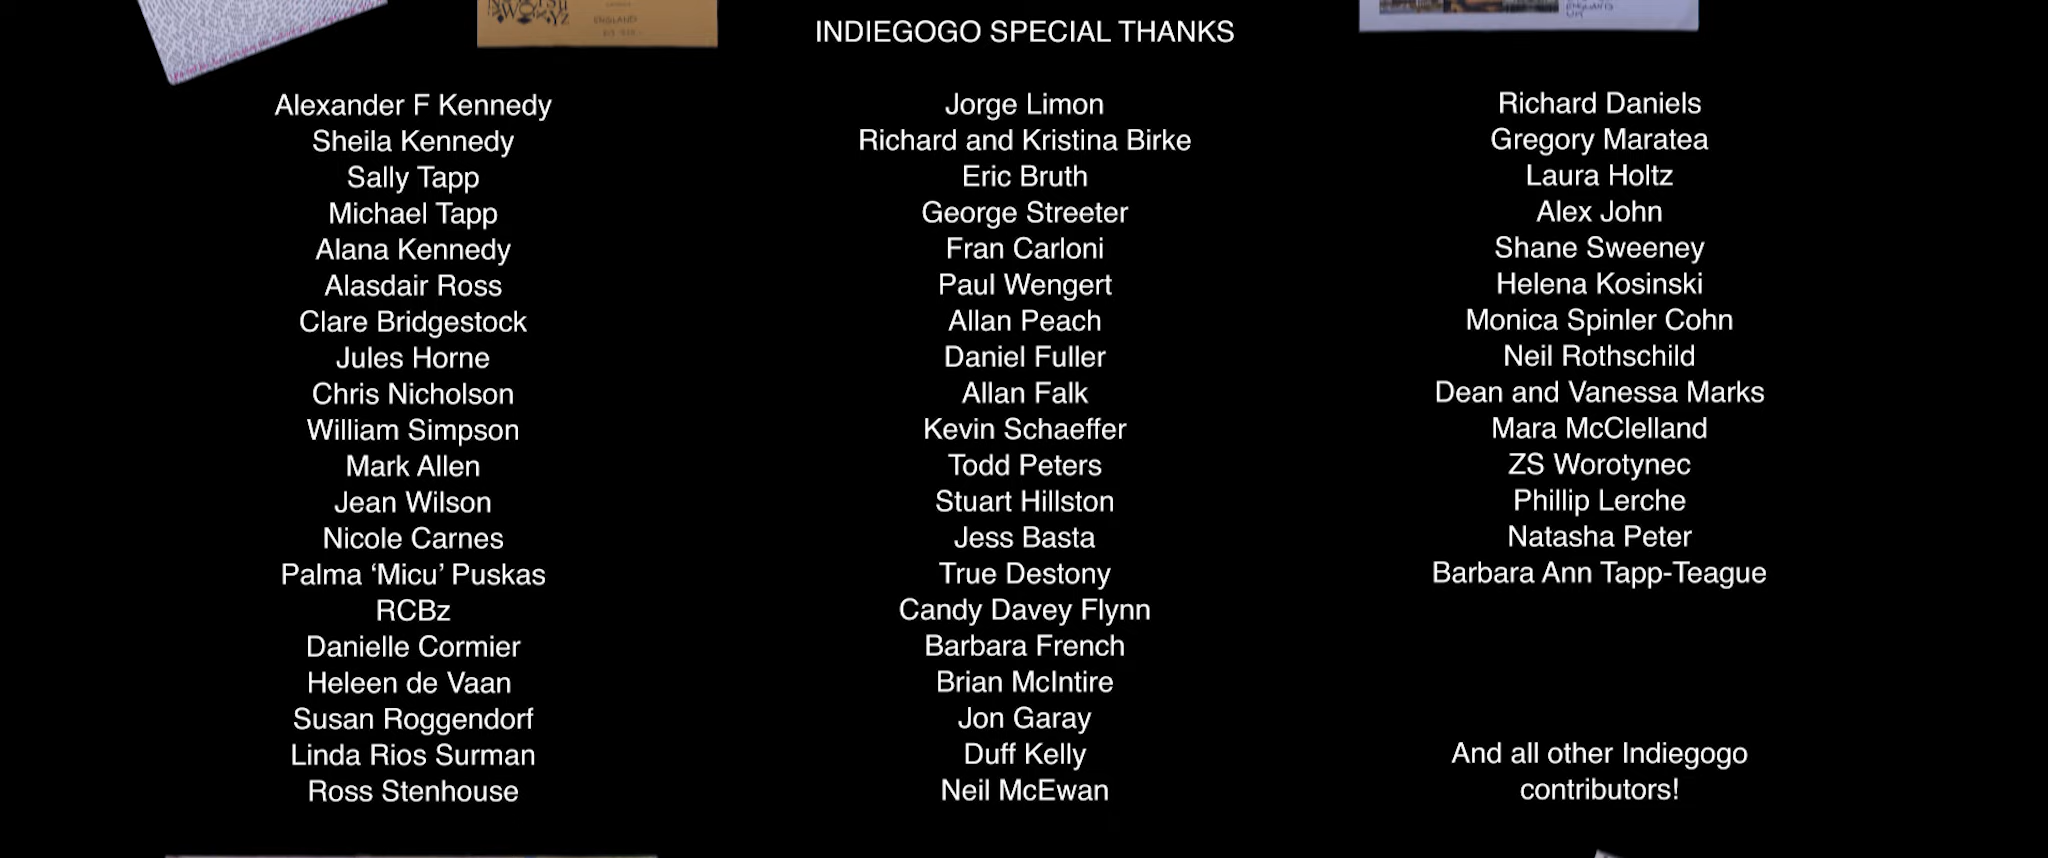 INDIEGOGO SPECIAL THANKS
ENGLAND
Alexander F Kennedy
Sheila Kennedy
Sally Tapp
Michael Tapp
Alana Kennedy
Alasdair Ross
Clare Bridgestock
Jules Horne
Chris Nicholson
William Simpson
Mark Allen
Jean Wilson
Nicole Carnes
Palma ‘Micu’ Puskas
RCBz
Danielle Cormier
Heleen de Vaan
Susan Roggendorf
Linda Rios Surman
Ross Stenhouse
Jorge Limon
Richard and Kristina Birke
Eric Bruth
George Streeter
Fran Carloni
Paul Wengert
Allan Peach
Daniel Fuller
Allan Falk
Kevin Schaeffer
Todd Peters
Stuart Hillston
Jess Basta
True Destony
Candy Davey Flynn
Barbara French
Brian McIntire
Jon Garay
Duff Kelly
Neil McEwan
Richard Daniels
Gregory Maratea
Laura Holtz
Alex John
Shane Sweeney
Helena Kosinski
Monica Spinler Cohn
Neil Rothschild
Dean and Vanessa Marks
Mara McClelland
ZS Worotynec
Phillip Lerche
Natasha Peter
Barbara Ann Tapp-Teague
And all other Indiegogo
contributors!